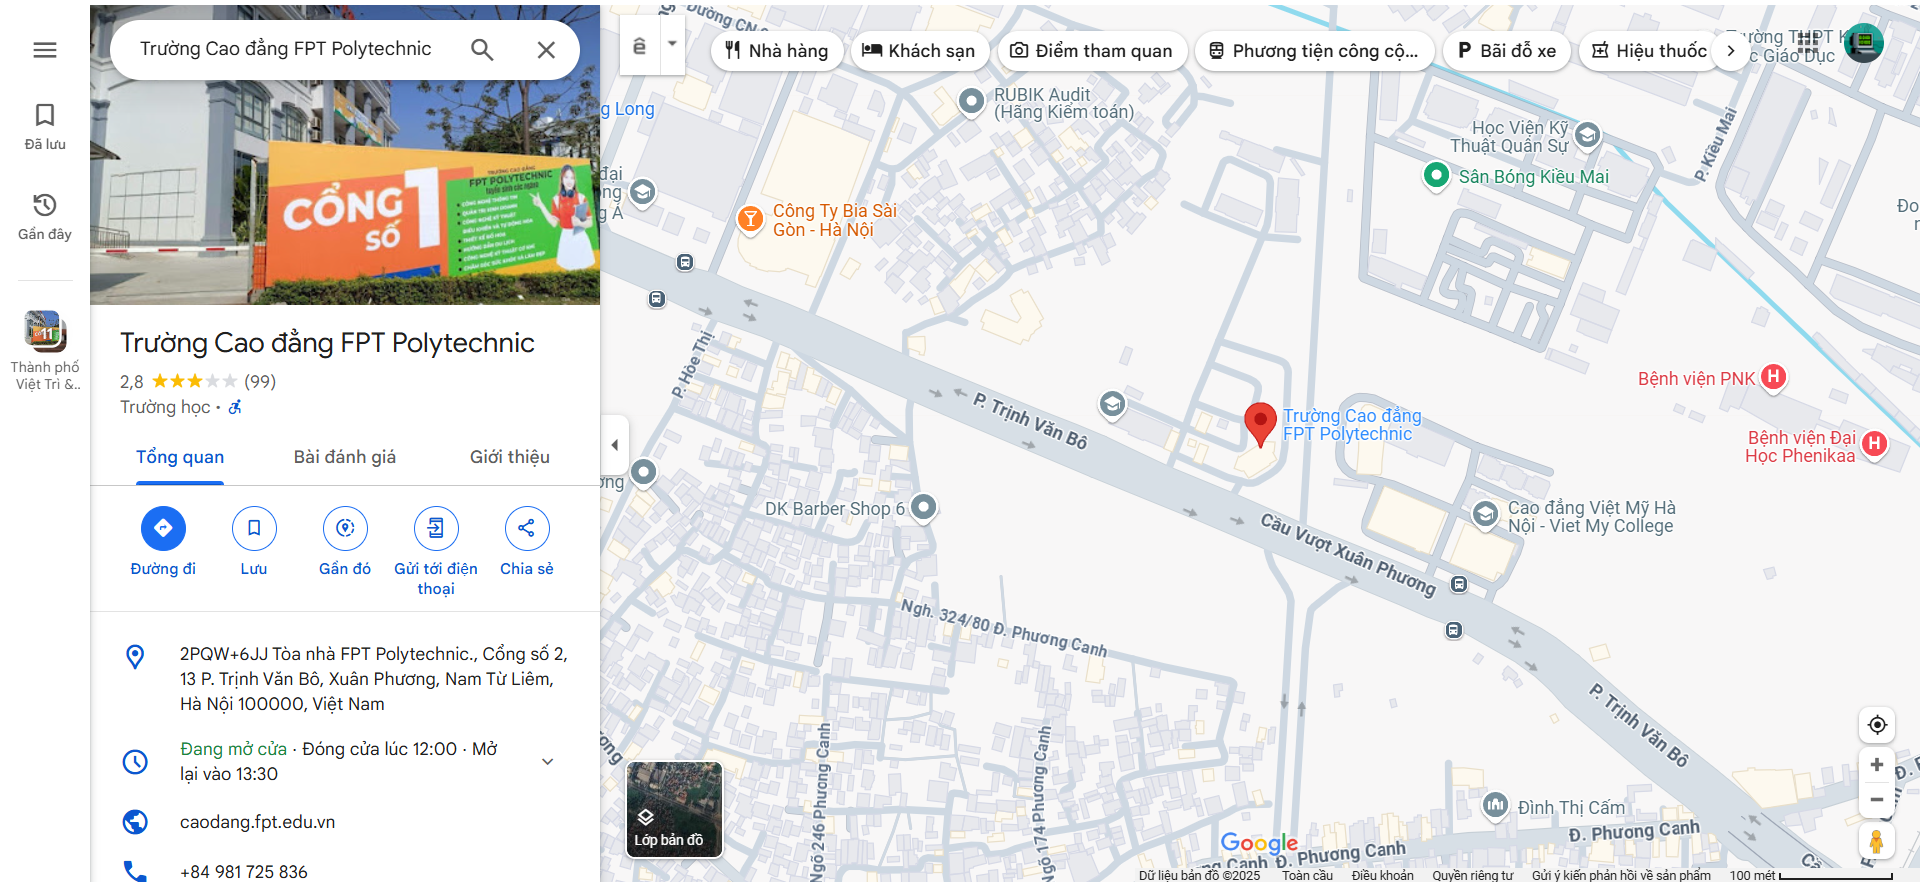 Trường Cao đẳng FPT Polytechnic
Đã lưu
Gần đây
11
Thành phố
Việt Trì &..
CỔNG
SỐ 1
TRƯỜNG CAO ĐẲNG
FPT POLYTECHNIC
Trường Cao đẳng FPT Polytechnic
2,8 (99)
Trường học ·
Tổng quan
Bài đánh giá
Giới thiệu
Đường đi
Lưu
Gần đó
Gửi tới điện
thoại
Chia sẻ
2PQW+6JJ Tòa nhà FPT Polytechnic., Cổng số 2,
13 P. Trịnh Văn Bô, Xuân Phương, Nam Từ Liêm,
Hà Nội 100000, Việt Nam
Đang mở cửa · Đóng cửa lúc 12:00 · Mở
lại vào 13:30
caodang.fpt.edu.vn
+84 981 725 836
ê
Nhà hàng
Khách sạn
Điểm tham quan
Phương tiện công cộ...
Bãi đỗ xe
Hiệu thuốc
g Long
RUBIK Audit
(Hãng Kiểm toán)
Học Viện Kỹ
Thuật Quân Sự
Sân Bóng Kiều Mai
P. Kiều Mai
Công Ty Bia Sài
Gòn - Hà Nội
P. Hòe Thị
P. Trịnh Văn Bô
Trường Cao đẳng
FPT Polytechnic
Bệnh viện PNK
Bệnh viện Đại
Học Phenikaa
DK Barber Shop 6
Cao đẳng Việt Mỹ Hà
Nội - Viet My College
Cầu Vượt Xuân Phương
Ngh. 324/80 Đ. Phương Canh
P. Trịnh Văn Bô
Ngõ 246 Phương Canh
Ngõ 174 Phương Canh
Đình Thị Cấm
Đ. Phương Canh
Đ. Phương Canh
Lớp bản đồ
Google
Dữ liệu bản đồ ©2025
Toàn cầu
Điều khoản
Quyền riêng tư
Gửi ý kiến phản hồi về sản phẩm
100 mét